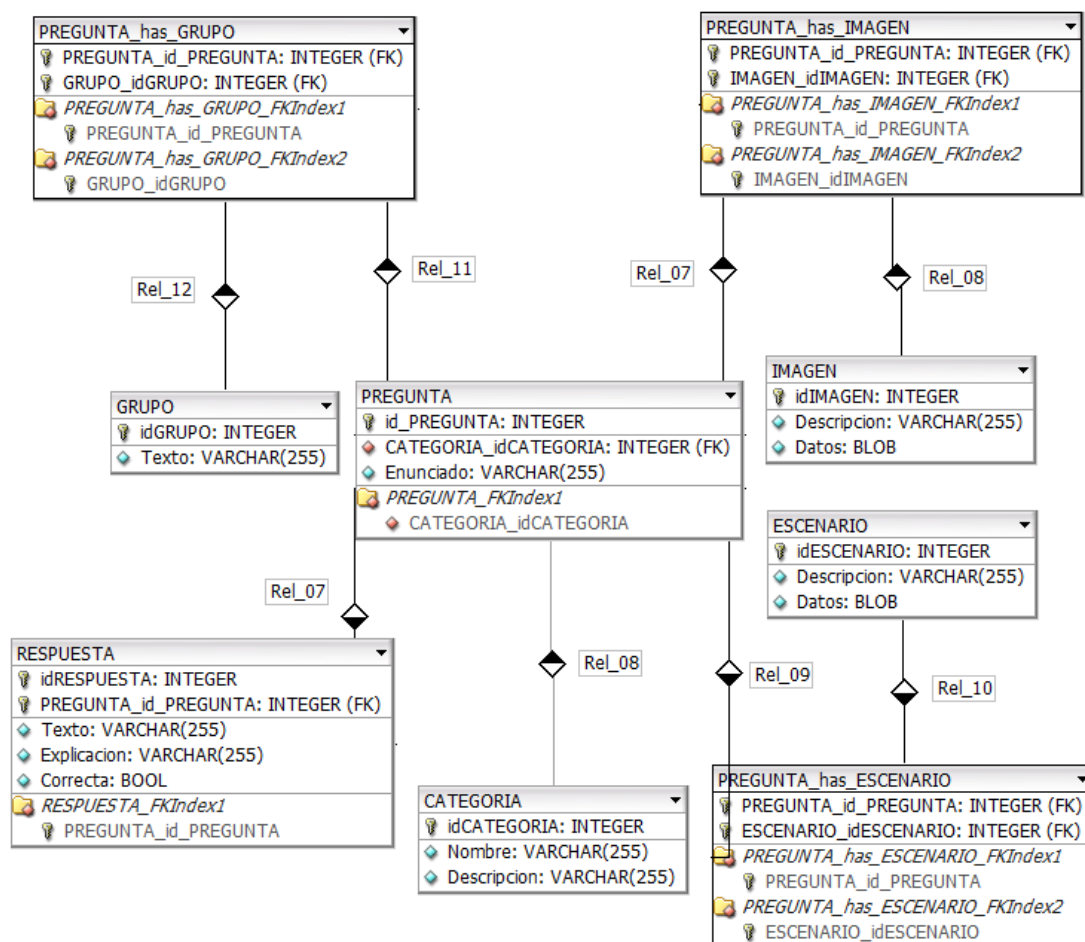 PREGUNTA_has_GRUPO
PREGUNTA_id_PREGUNTA: INTEGER (FK)
GRUPO_idGRUPO: INTEGER (FK)
PREGUNTA_has_GRUPO_FKIndex1
PREGUNTA_id_PREGUNTA
PREGUNTA_has_GRUPO_FKIndex2
GRUPO_idGRUPO
PREGUNTA_has_IMAGEN
PREGUNTA_id_PREGUNTA: INTEGER (FK)
IMAGEN_idIMAGEN: INTEGER (FK)
PREGUNTA_has_IMAGEN_FKIndex1
PREGUNTA_id_PREGUNTA
PREGUNTA_has_IMAGEN_FKIndex2
IMAGEN_idIMAGEN
Rel_12
Rel_11
Rel_07
Rel_08
GRUPO
idGRUPO: INTEGER
Texto: VARCHAR(255)
PREGUNTA
id_PREGUNTA: INTEGER
CATEGORIA_idCATEGORIA: INTEGER (FK)
Enunciado: VARCHAR(255)
PREGUNTA_FKIndex1
CATEGORIA_idCATEGORIA
IMAGEN
idIMAGEN: INTEGER
Descripcion: VARCHAR(255)
Datos: BLOB
ESCENARIO
idESCENARIO: INTEGER
Descripcion: VARCHAR(255)
Datos: BLOB
Rel_07
Rel_08
Rel_09
Rel_10
RESPUESTA
idRESPUESTA: INTEGER
PREGUNTA_id_PREGUNTA: INTEGER (FK)
Texto: VARCHAR(255)
Explicacion: VARCHAR(255)
Correcta: BOOL
RESPUESTA_FKIndex1
PREGUNTA_id_PREGUNTA
CATEGORIA
idCATEGORIA: INTEGER
Nombre: VARCHAR(255)
Descripcion: VARCHAR(255)
PREGUNTA_has_ESCENARIO
PREGUNTA_id_PREGUNTA: INTEGER (FK)
ESCENARIO_idESCENARIO: INTEGER (FK)
PREGUNTA_has_ESCENARIO_FKIndex1
PREGUNTA_id_PREGUNTA
PREGUNTA_has_ESCENARIO_FKIndex2
ESCENARIO_idESCENARIO